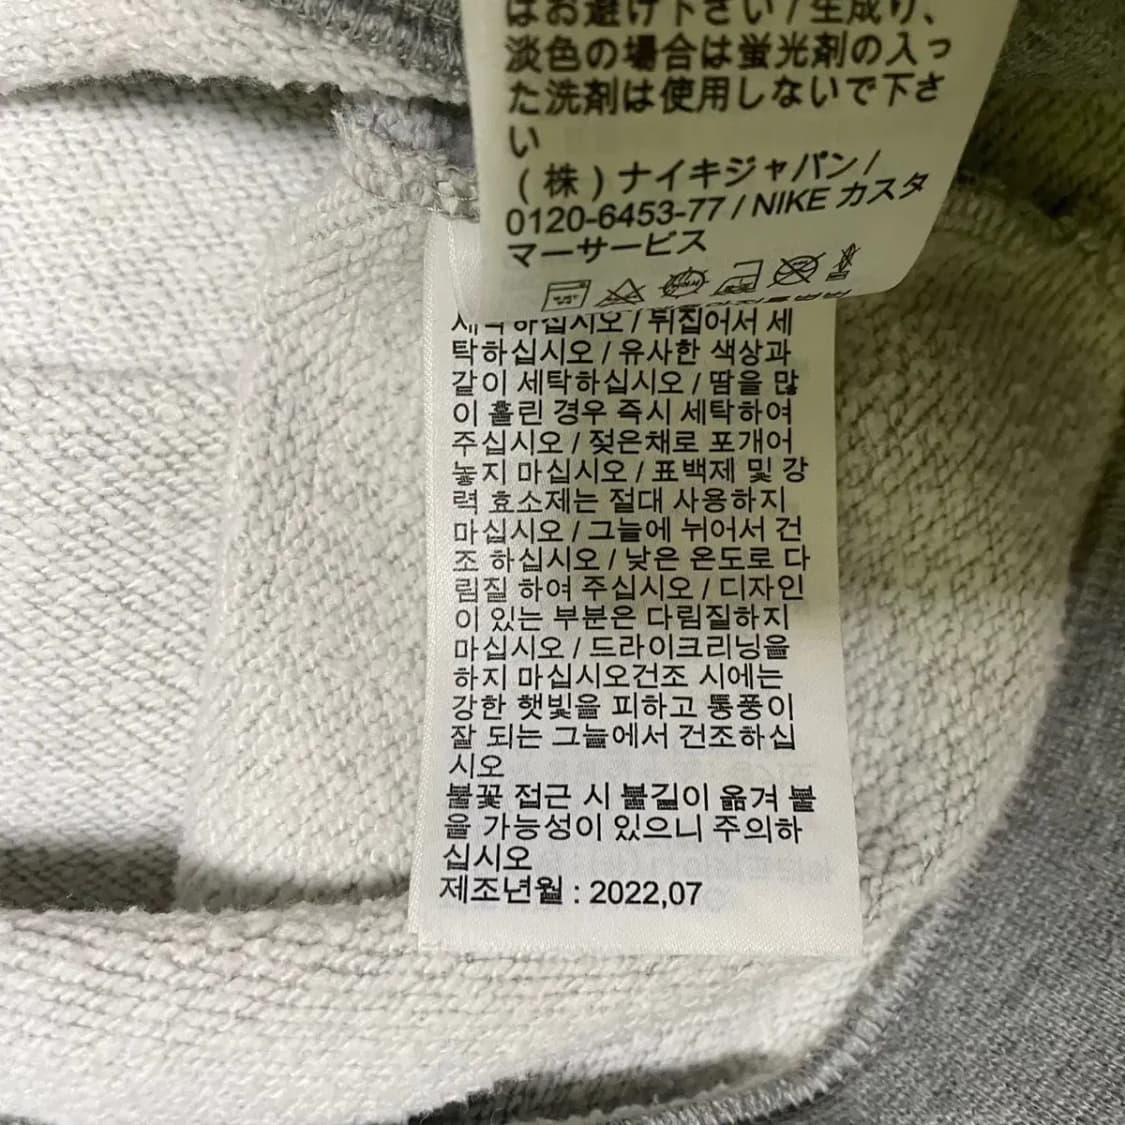 はお避け下さい / 生成り、
淡色の場合は蛍光剤の入っ
た洗剤は使用しないで下さ
い
(株) ナイキジャパン /
0120-6453-77 / NIKE カスタ
マーサービス
하십시오 / 뒤집어서 세
탁하십시오 / 유사한 색상과
같이 세탁하십시오 / 땀을 많
이 흘린 경우 즉시 세탁하여
주십시오 / 젖은채로 포개어
놓지 마십시오 / 표백제 및 강
력 효소제는 절대 사용하지
마십시오 / 그늘에 뉘어서 건
조 하십시오 / 낮은 온도로 다
림질 하여 주십시오 / 디자인
이 있는 부분은 다림질하지
마십시오 / 드라이크리닝을
하지 마십시오건조 시에는
강한 햇빛을 피하고 통풍이
잘 되는 그늘에서 건조하십
시오
불꽃 접근 시 불길이 옮겨 붙
을 가능성이 있으니 주의하
십시오
제조년월 : 2022,07